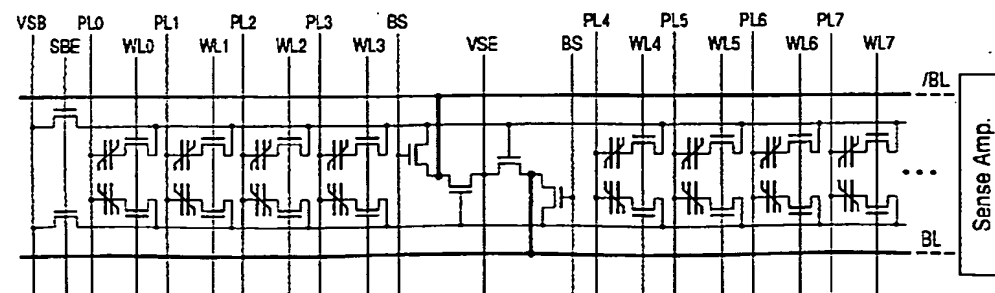 VSB PL0 PL1 PL2 PL3 BS PL4 PL5 PL6 PL7
SBE WL0 WL1 WL2 WL3 VSE BS WL4 WL5 WL6 WL7
/BL
BL
Sense Amp.